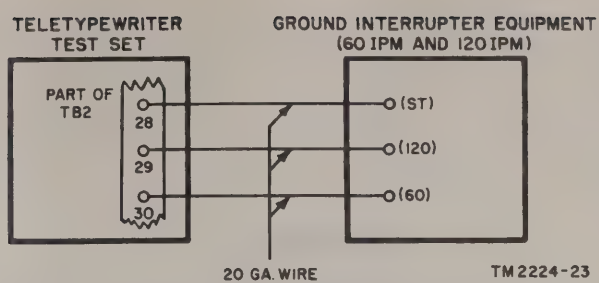 TELETYPEWRITER
TEST SET
GROUND INTERRUPTER EQUIPMENT
(60 IPM AND 120 IPM)
PART OF
TB2
28
29
30
(ST)
(120)
(60)
20 GA. WIRE
TM 2224-23